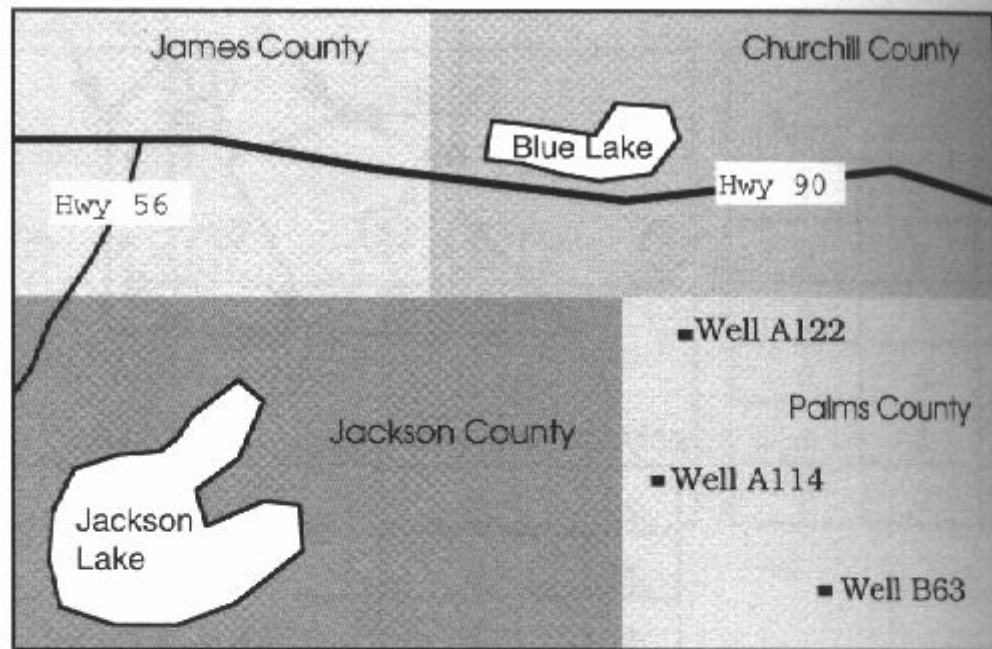 James County
Churchill County
Blue Lake
Hwy 56
Hwy 90
Well A122
Palms County
Jackson County
Well A114
Jackson
Lake
Well B63